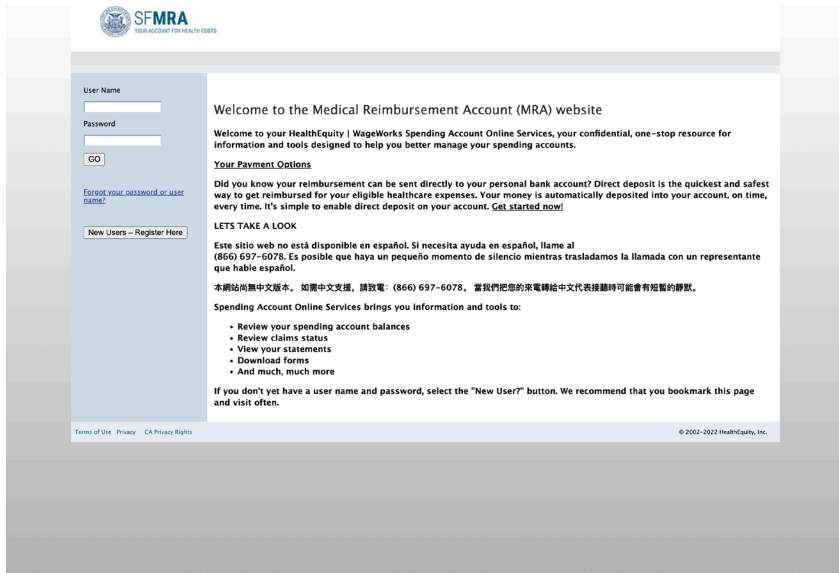 SFMRA
YOUR ACCOUNT FOR HEALTH COSTS
User Name
Password
GO
Forgot your password or user
name?
New Users – Register Here
Welcome to the Medical Reimbursement Account (MRA) website
Welcome to your HealthEquity | WageWorks Spending Account Online Services, your confidential, one-stop resource for
information and tools designed to help you better manage your spending accounts.
Your Payment Options
Did you know your reimbursement can be sent directly to your personal bank account? Direct deposit is the quickest and safest
way to get reimbursed for your eligible healthcare expenses. Your money is automatically deposited into your account, on time,
every time. It's simple to enable direct deposit on your account. Get started now!
LETS TAKE A LOOK
Este sitio web no está disponible en español. Si necesita ayuda en español, llame al
(866) 697-6078. Es posible que haya un pequeño momento de silencio mientras trasladamos la llamada con un representante
que hable español.
本網站尚無中文版本。 如需中文支援，請致電：(866) 697-6078。 當我們把您的來電轉給中文代表接聽時可能會有短暫的靜默。
Spending Account Online Services brings you information and tools to:
• Review your spending account balances
• Review claims status
• View your statements
• Download forms
• And much, much more
If you don't yet have a user name and password, select the "New User?" button. We recommend that you bookmark this page
and visit often.
Terms of Use Privacy CA Privacy Rights
© 2002-2022 HealthEquity, Inc.